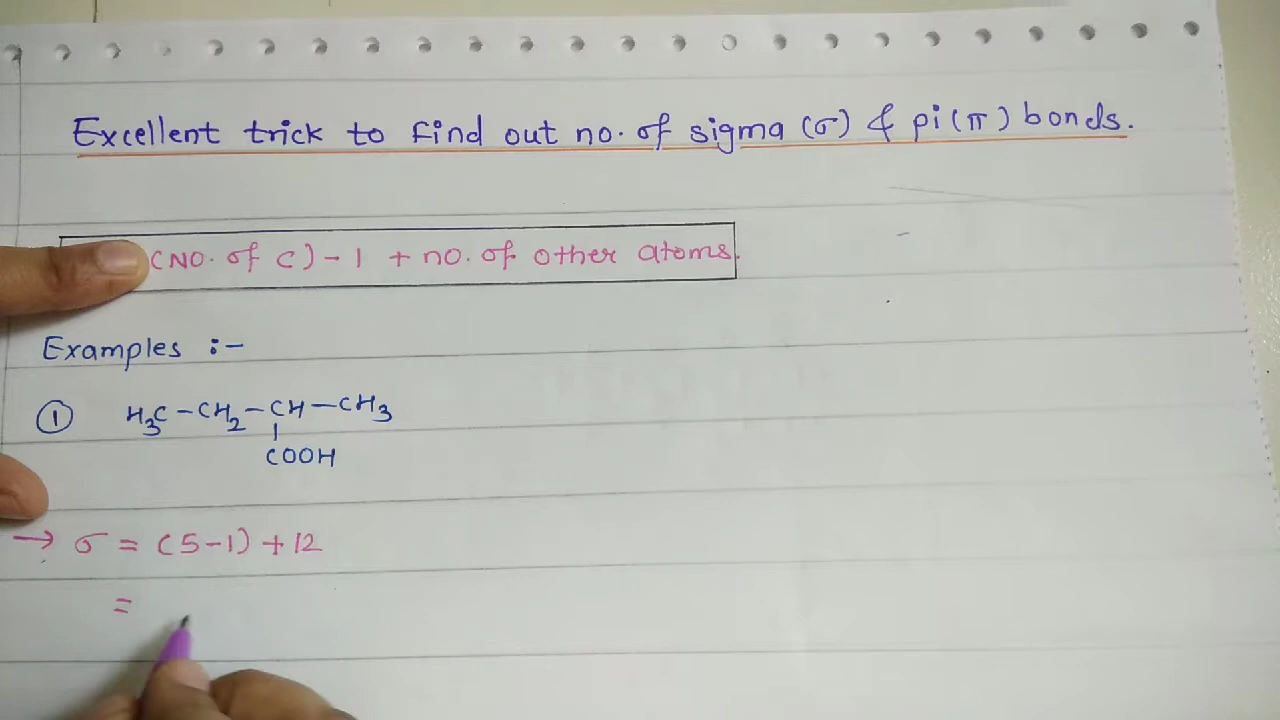 Excellent trick to find out no. of sigma (σ) & pi (π) bonds.
(No. of C) - 1 + no. of other atoms.
Examples :-
① H₃C - CH₂ - CH - CH₃
|
COOH
→ σ = (5-1) + 12
=